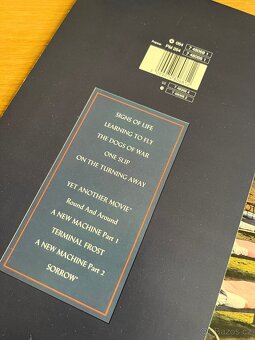 SIGNS OF LIFE
LEARNING TO FLY
THE DOGS OF WAR
ONE SLIP
ON THE TURNING AWAY
YET ANOTHER MOVIE*
Round And Around
A NEW MACHINE Part 1
TERMINAL FROST
A NEW MACHINE Part 2
SORROW*